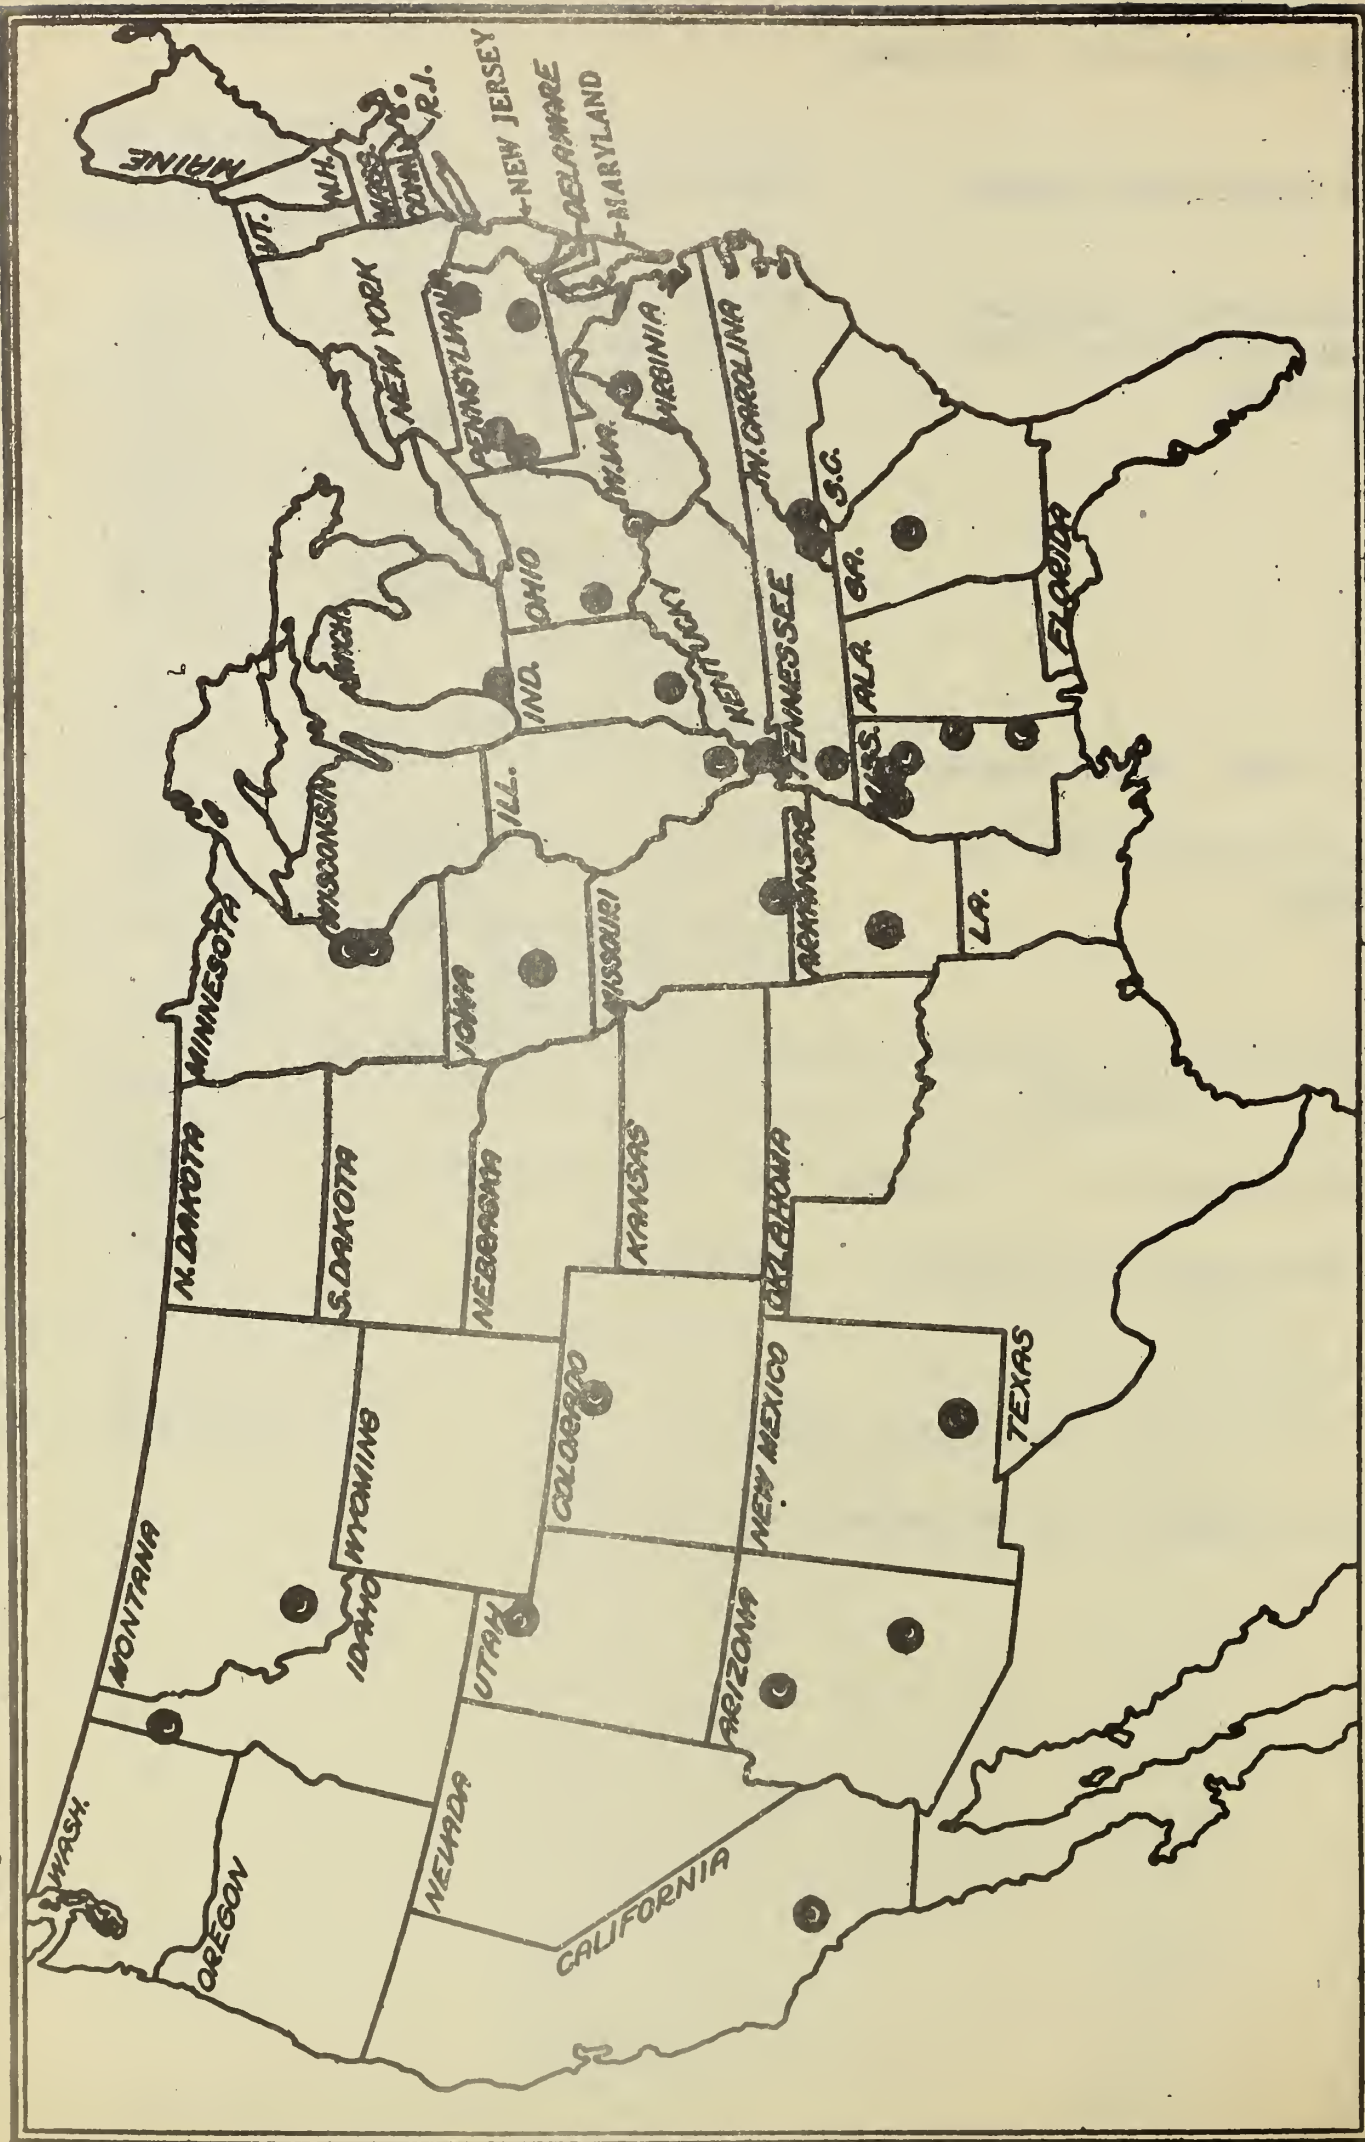 WASH.
OREGON
MONTANA
IDAHO
WYOMING
NEVADA
UTAH
CALIFORNIA
COLORADO
ARIZONA
NEW MEXICO
N. DAKOTA
S. DAKOTA
NEBRASKA
KANSAS
OKLAHOMA
TEXAS
MINNESOTA
IOWA
MISSOURI
ARKANSAS
LA.
WISCONSIN
ILL.
MICH.
IND.
OHIO
KENTUCKY
TENNESSEE
MISS.
ALA.
GA.
FLORIDA
S.C.
N. CAROLINA
VIRGINIA
W. VA.
PENNSYLVANIA
NEW YORK
VT.
N.H.
MAINE
MASS.
CONN.
R.I.
NEW JERSEY
DELAWARE
MARYLAND